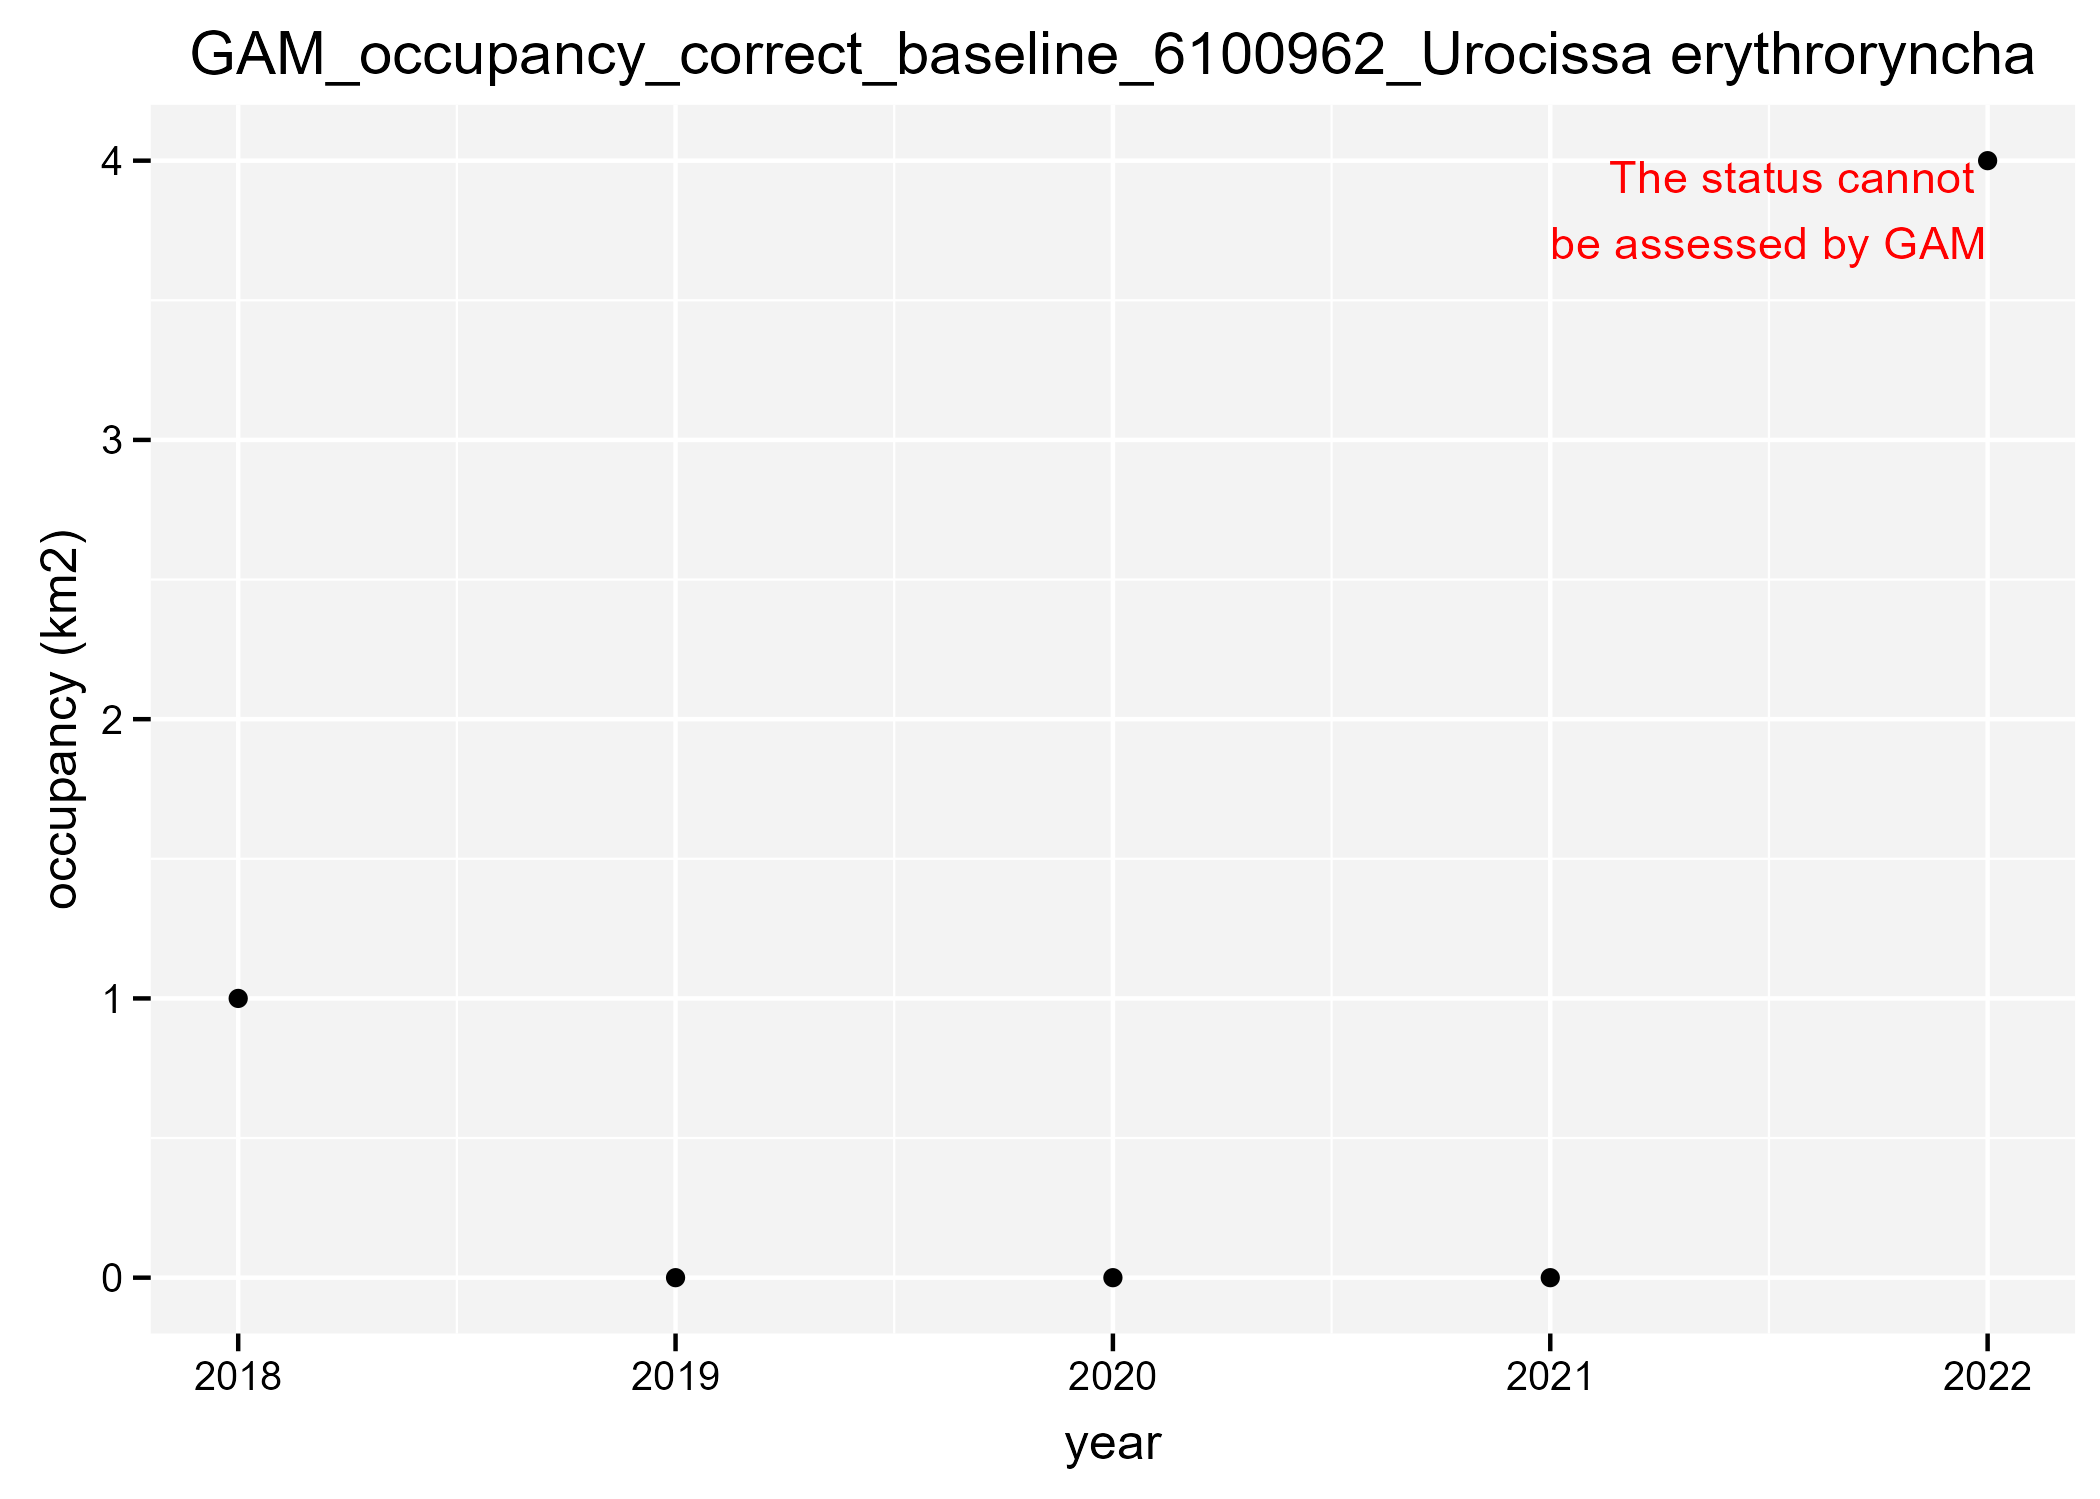 GAM_occupancy_correct_baseline_6100962_Urocissa erythroryncha
4
The status cannot
be assessed by GAM
3
occupancy (km2)
2
1
0
2018 2019 2020 2021 2022
year